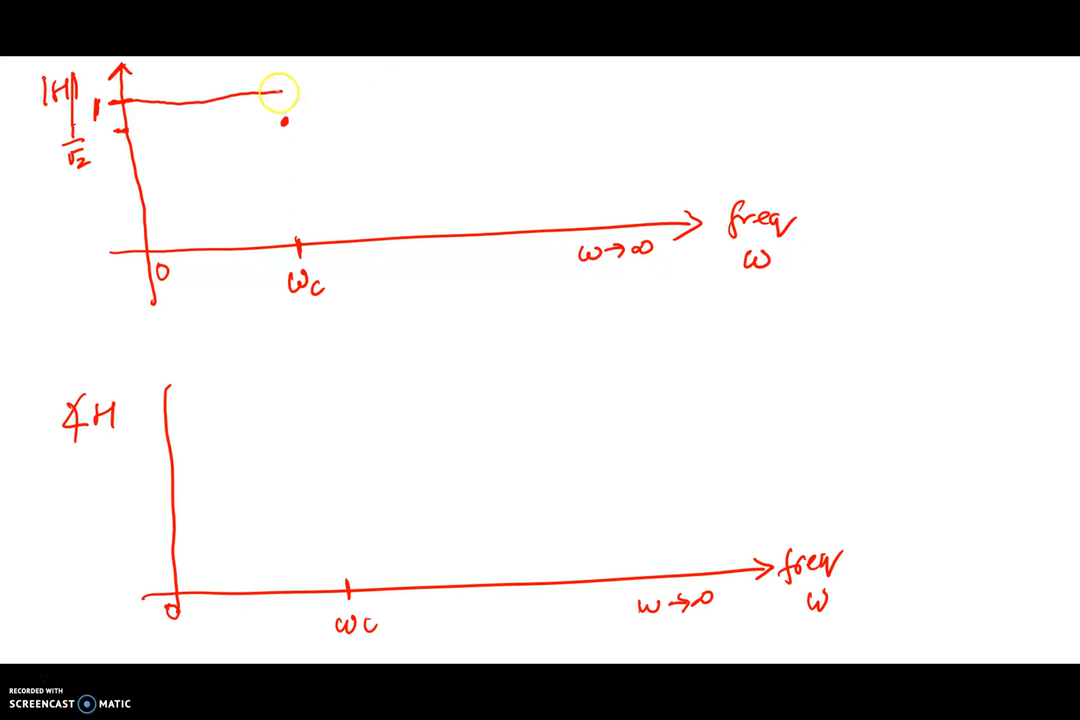 |H|
1
1/√2
0
ωc
ω→∞
freq
ω
∡H
0
ωc
ω→∞
freq
ω
RECORDED WITH
SCREENCAST MATIC